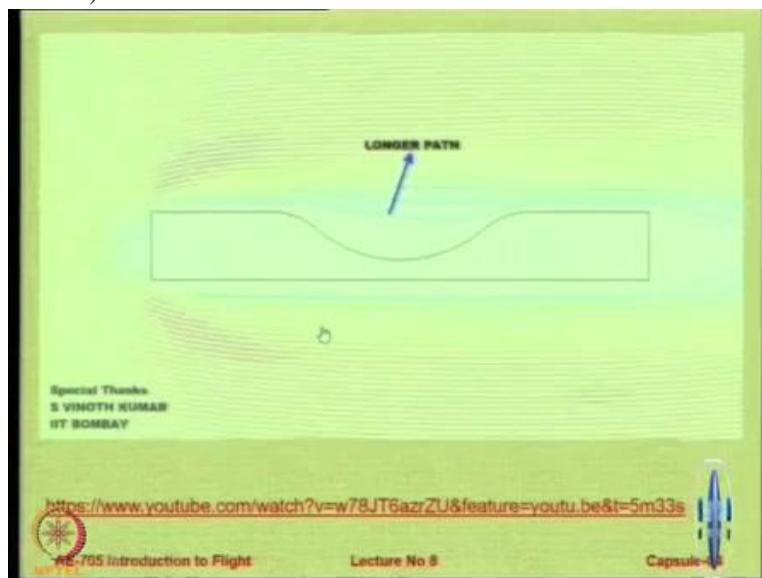 LONGER PATH
Special Thanks
S VINOTH KUMAR
IIT BOMBAY
https://www.youtube.com/watch?v=w78JT6azrZU&feature=youtu.be&t=5m33s
AE-705 Introduction to Flight
Lecture No 8
NPTEL